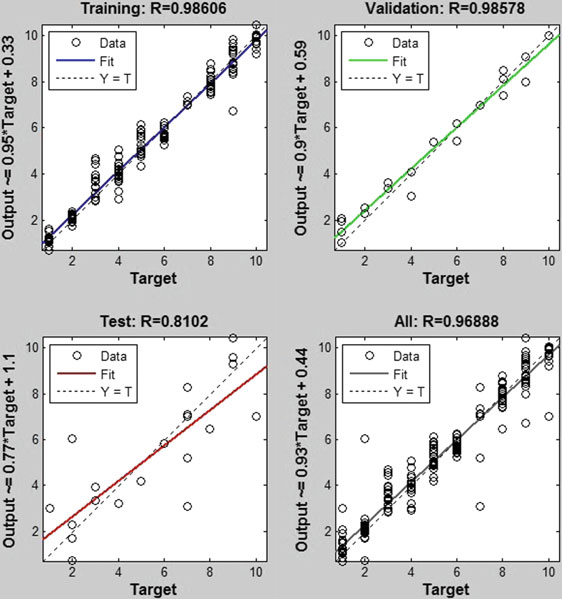 Training: R=0.98606
Output ~= 0.95*Target + 0.33
10
8
6
4
2
Data
Fit
Y = T
2 4 6 8 10
Target
Validation: R=0.98578
Output ~= 0.9*Target + 0.59
10
8
6
4
2
Data
Fit
Y = T
2 4 6 8 10
Target
Test: R=0.8102
Output ~= 0.77*Target + 1.1
10
8
6
4
2
Data
Fit
Y = T
2 4 6 8 10
Target
All: R=0.96888
Output ~= 0.93*Target + 0.44
10
8
6
4
2
Data
Fit
Y = T
2 4 6 8 10
Target